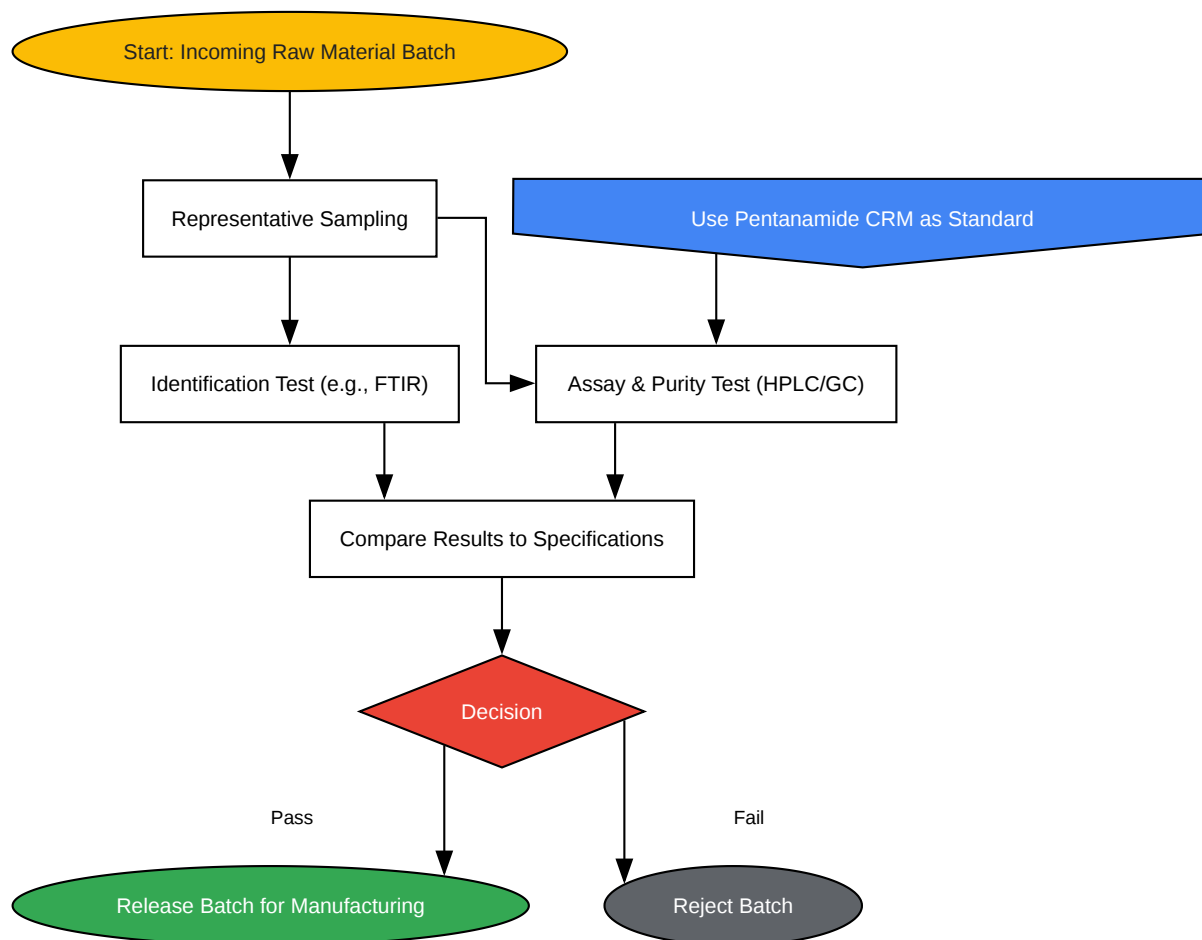 Start: Incoming Raw Material Batch
Representative Sampling
Use Pentanamide CRM as Standard
Identification Test (e.g., FTIR)
Assay & Purity Test (HPLC/GC)
Compare Results to Specifications
Decision
Pass
Fail
Release Batch for Manufacturing
Reject Batch